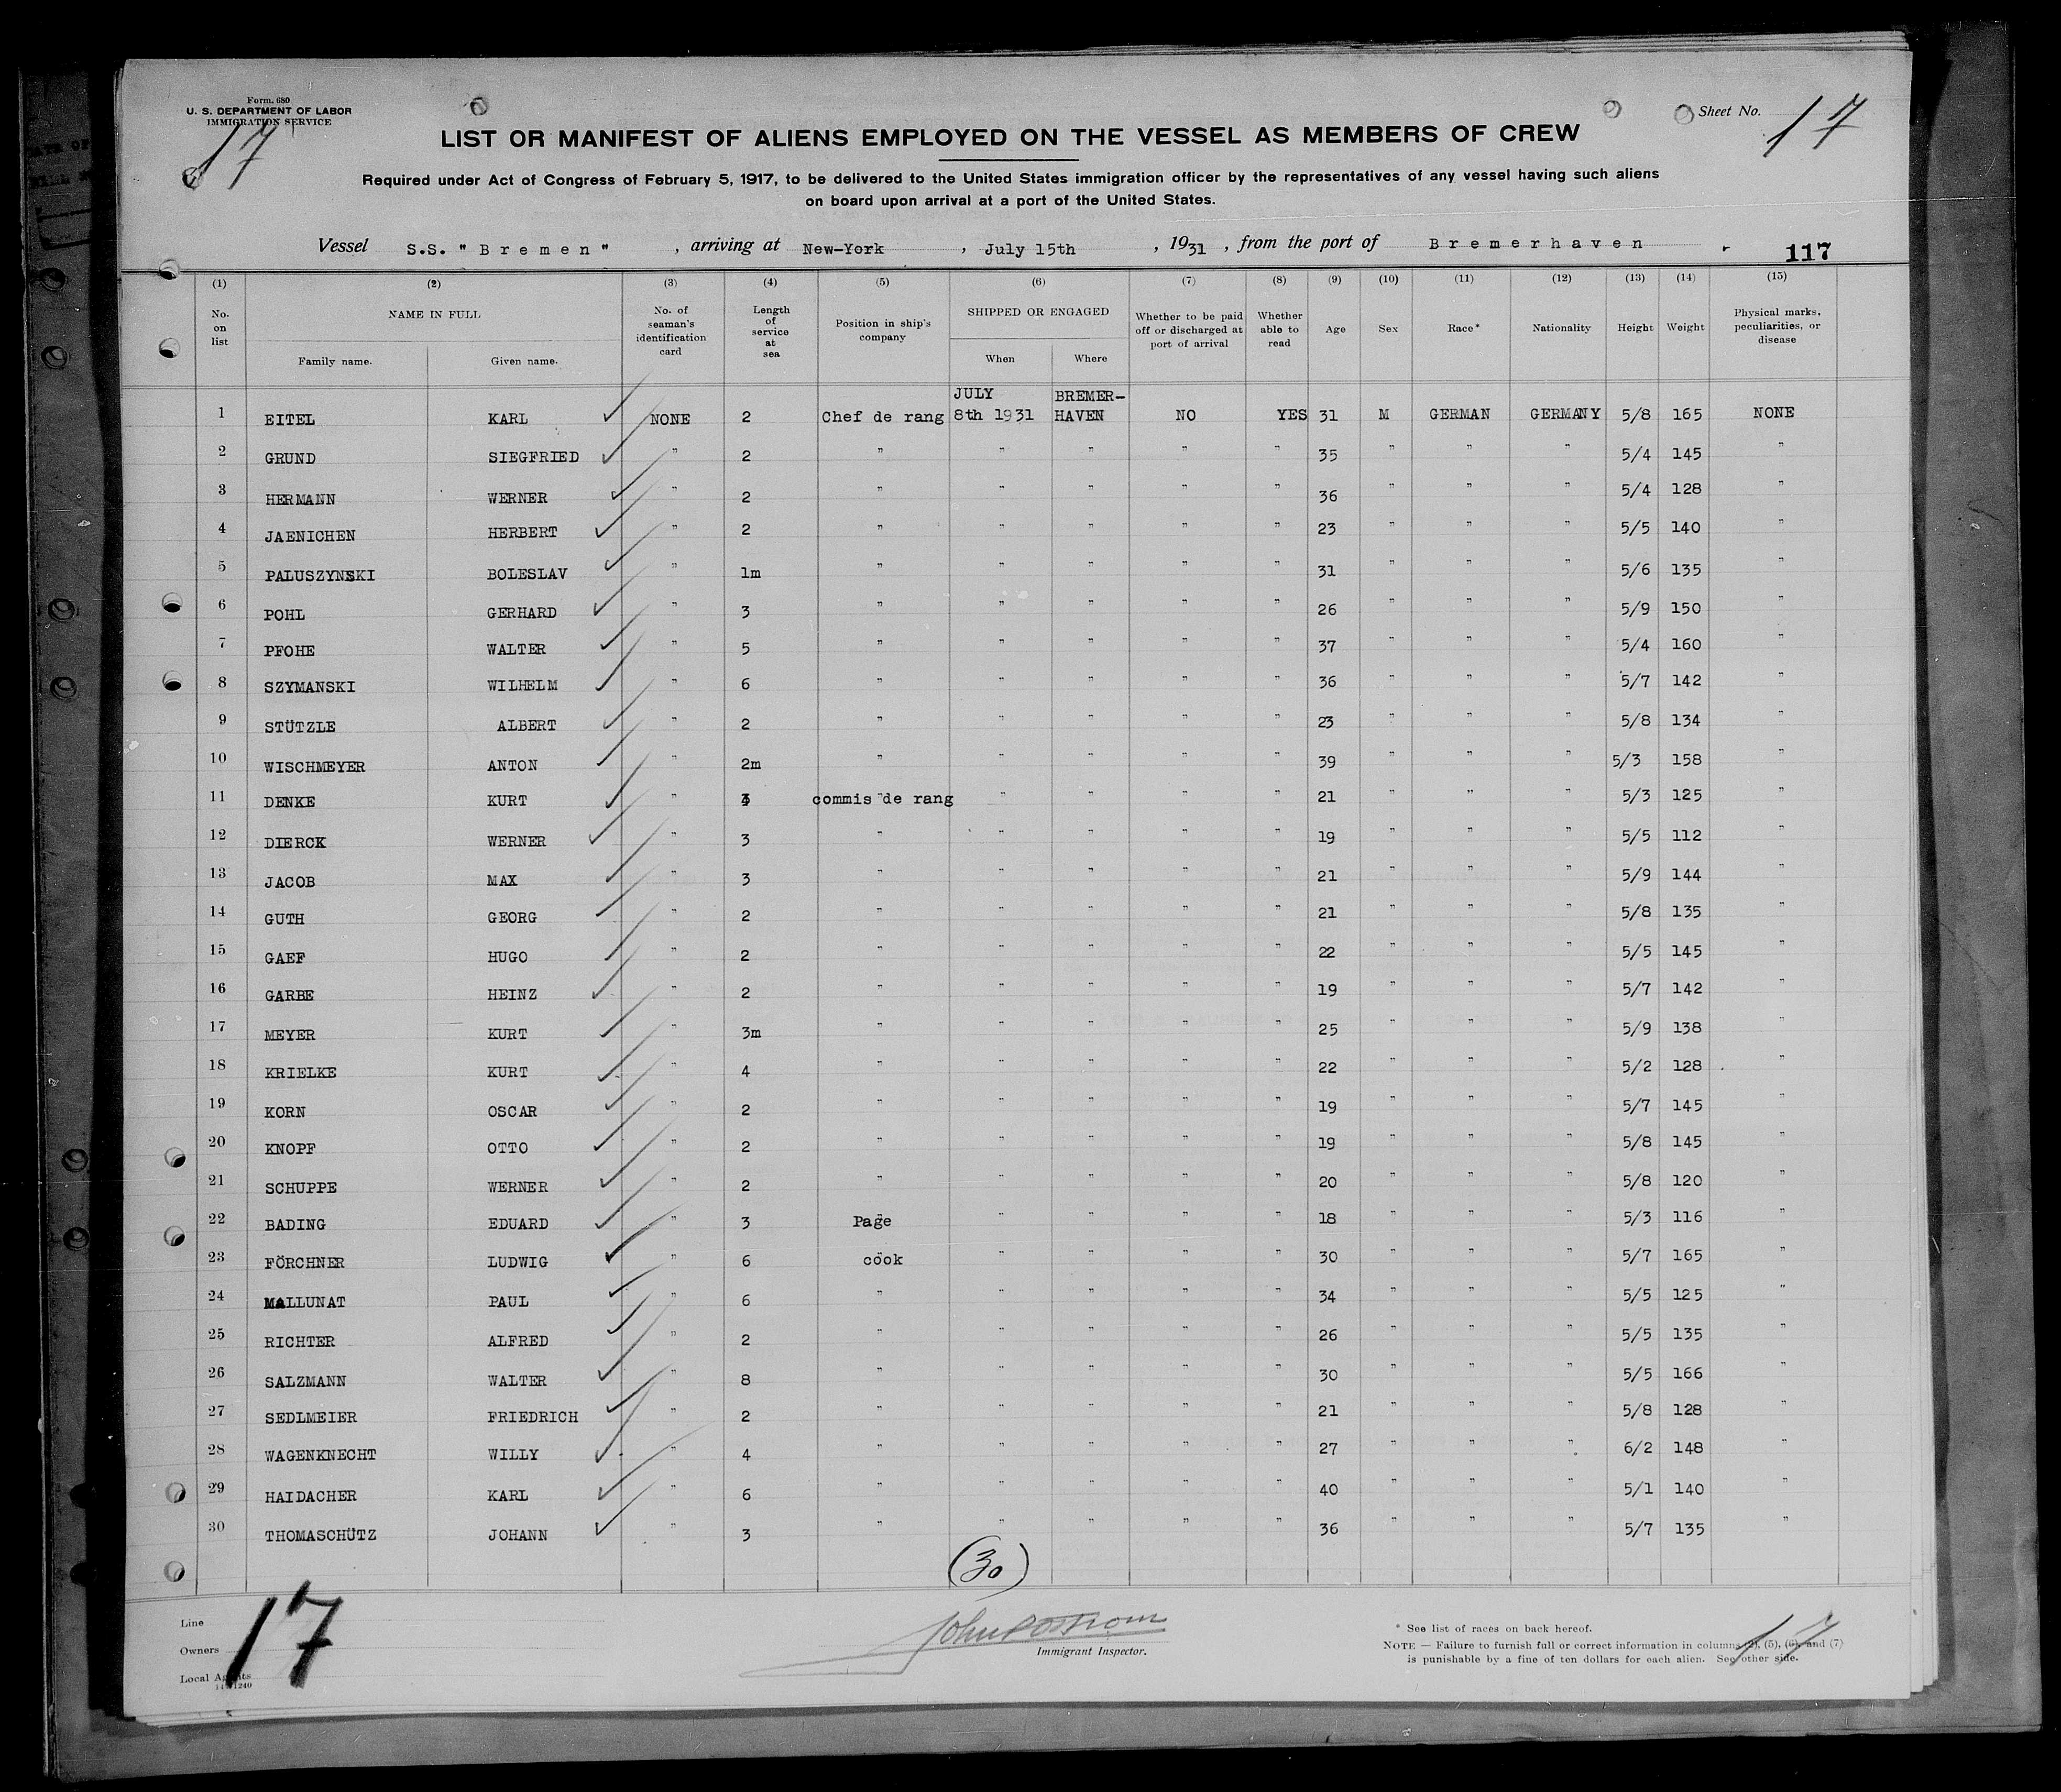 Form. 680
U. S. DEPARTMENT OF LABOR
IMMIGRATION SERVICE
17
Sheet No. 17
LIST OR MANIFEST OF ALIENS EMPLOYED ON THE VESSEL AS MEMBERS OF CREW
Required under Act of Congress of February 5, 1917, to be delivered to the United States immigration officer by the representatives of any vessel having such aliens
on board upon arrival at a port of the United States.
Vessel S.S. "Bremen", arriving at New-York, July 15th, 1931, from the port of Bremerhaven
117
(1) (2) (3) (4) (5) (6) (7) (8) (9) (10) (11) (12) (13) (14) (15)
No. on list NAME IN FULL Family name. Given name. No. of seaman's identification card Length of service at sea Position in ship's company SHIPPED OR ENGAGED When Where Whether to be paid off or discharged at port of arrival Whether able to read Age Sex Race* Nationality Height Weight Physical marks, peculiarities, or disease
1 EITEL KARL NONE 2 Chef de rang JULY 8th 1931 BREMER-HAVEN NO YES 31 M GERMAN GERMANY 5/8 165 NONE
2 GRUND SIEGFRIED " 2 " " " " " 35 " " " 5/4 145 "
3 HERMANN WERNER " 2 " " " " " 36 " " " 5/4 128 "
4 JAENICHEN HERBERT " 2 " " " " " 23 " " " 5/5 140 "
5 PALUSZYNSKI BOLESLAV " 1m " " " " " 31 " " " 5/6 135 "
6 POHL GERHARD " 3 " " " " " 26 " " " 5/9 150 "
7 PFOHE WALTER " 5 " " " " " 37 " " " 5/4 160 "
8 SZYMANSKI WILHELM " 6 " " " " " 36 " " " 5/7 142 "
9 STÜTZLE ALBERT " 2 " " " " " 23 " " " 5/8 134 "
10 WISCHMEYER ANTON " 2m " " " " " 39 " " " 5/3 158 "
11 DENKE KURT " commis de rang " " " " 21 " " " 5/3 125 "
12 DIERCK WERNER " 3 " " " " " 19 " " " 5/5 112 "
13 JACOB MAX " 3 " " " " " 21 " " " 5/9 144 "
14 GUTH GEORG " 2 " " " " " 21 " " " 5/8 135 "
15 GAEF HUGO " 2 " " " " " 22 " " " 5/5 145 "
16 GARBE HEINZ " 2 " " " " " 19 " " " 5/7 142 "
17 MEYER KURT " 3m " " " " " 25 " " " 5/9 138 "
18 KRIELKE KURT " 4 " " " " " 22 " " " 5/2 128 "
19 KORN OSCAR " 2 " " " " " 19 " " " 5/7 145 "
20 KNOPF OTTO " 2 " " " " " 19 " " " 5/8 145 "
21 SCHUPPE WERNER " 2 " " " " " 20 " " " 5/8 120 "
22 BADING EDUARD " 3 Page " " " " 18 " " " 5/3 116 "
23 FÖRCHNER LUDWIG " 6 cook " " " " 30 " " " 5/7 165 "
24 MALLUNAT PAUL " 6 " " " " " 34 " " " 5/5 125 "
25 RICHTER ALFRED " 2 " " " " " 26 " " " 5/5 135 "
26 SALZMANN WALTER " 8 " " " " " 30 " " " 5/5 166 "
27 SEDLMEIER FRIEDRICH " 2 " " " " " 21 " " " 5/8 128 "
28 WAGENKNECHT WILLY " 4 " " " " " 27 " " " 6/2 148 "
29 HAIDACHER KARL " 6 " " " " " 40 " " " 5/1 140 "
30 THOMASCHÜTZ JOHANN " 3 " " " " " 36 " " " 5/7 135 "
(30)
Line
Owners
Local Agents
17
John
Immigrant Inspector.
* See list of races on back hereof.
NOTE — Failure to furnish full or correct information in columns (2), (5), (6), and (7)
is punishable by a fine of ten dollars for each alien. See other side.
17